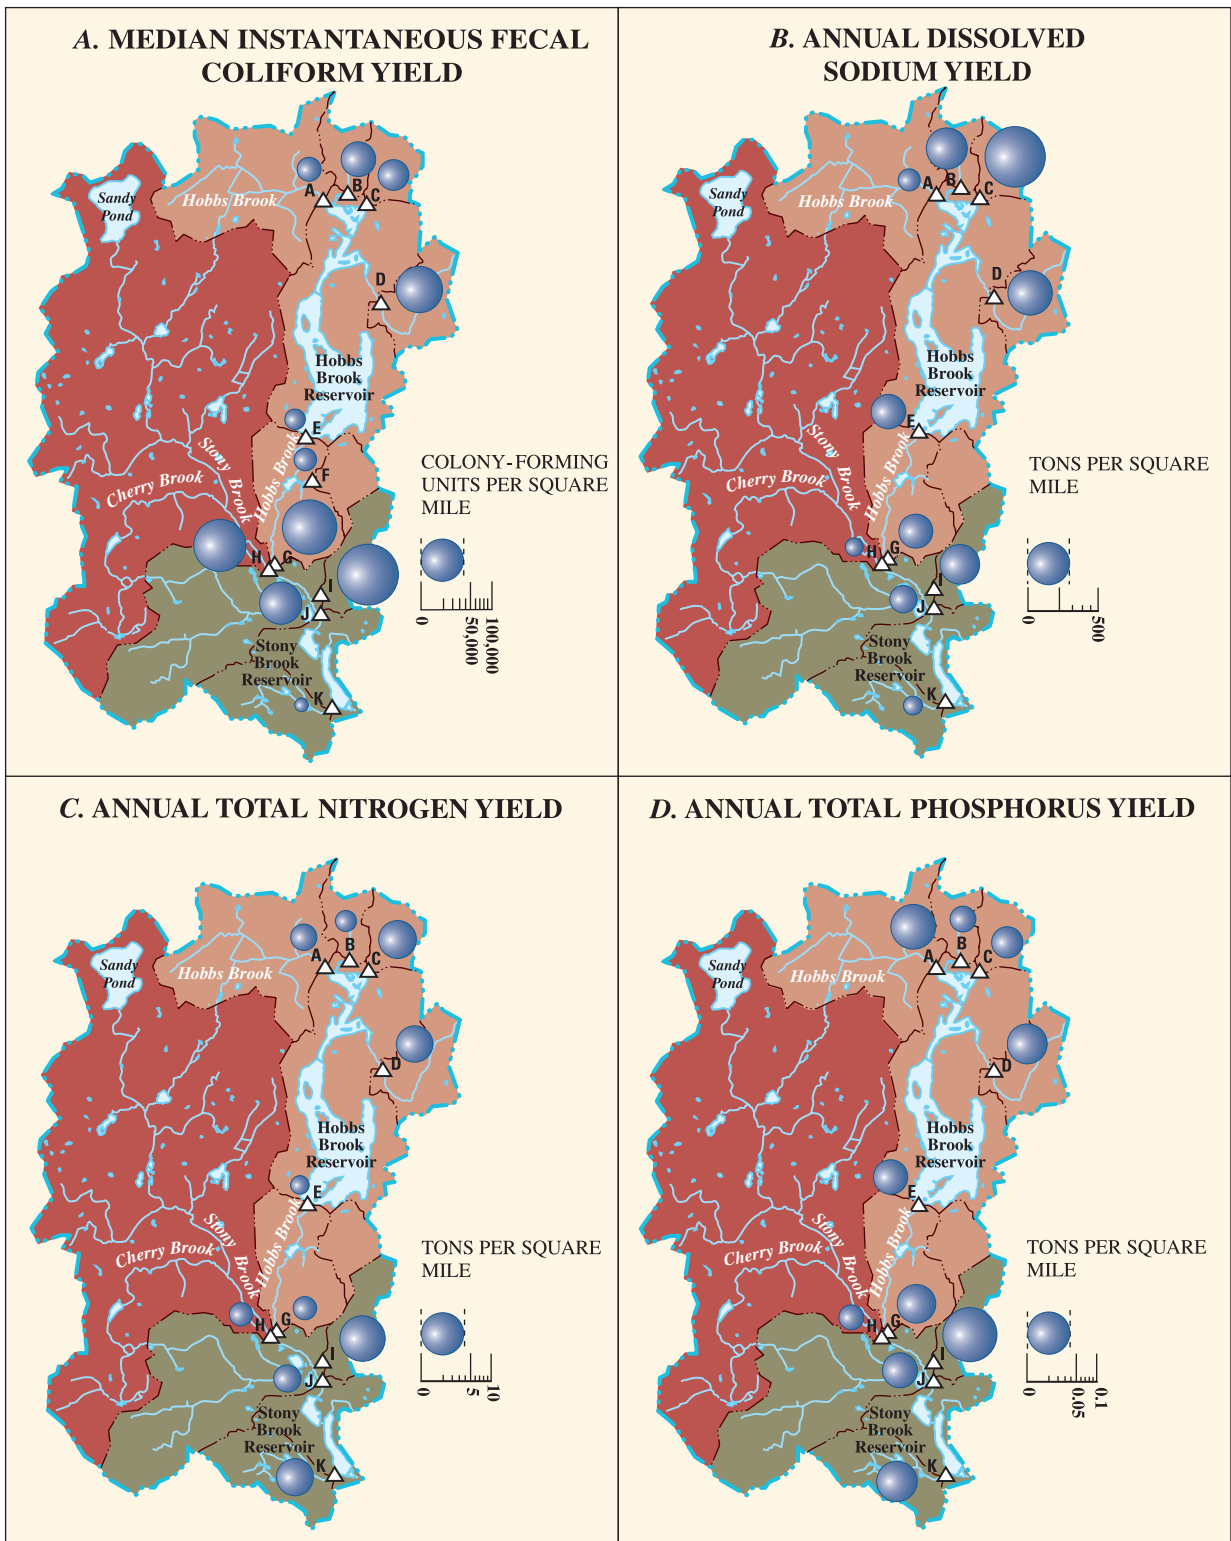 A. MEDIAN INSTANTANEOUS FECAL
COLIFORM YIELD
Sandy
Pond
Hobbs Brook
A
B
C
D
Hobbs
Brook
Reservoir
E
Hobbs Brook
F
Stony
Brook
Cherry Brook
H
G
I
J
Stony
Brook
Reservoir
K
COLONY-FORMING
UNITS PER SQUARE
MILE
0
50,000
100,000
B. ANNUAL DISSOLVED
SODIUM YIELD
Sandy
Pond
Hobbs Brook
A
B
C
D
Hobbs
Brook
Reservoir
E
Hobbs Brook
Stony
Brook
Cherry Brook
H
G
I
J
Stony
Brook
Reservoir
K
TONS PER SQUARE
MILE
0
500
C. ANNUAL TOTAL NITROGEN YIELD
Sandy
Pond
Hobbs Brook
A
B
C
D
Hobbs
Brook
Reservoir
E
Hobbs Brook
Stony
Brook
Cherry Brook
H
G
I
J
Stony
Brook
Reservoir
K
TONS PER SQUARE
MILE
0
5
10
D. ANNUAL TOTAL PHOSPHORUS YIELD
Sandy
Pond
Hobbs Brook
A
B
C
D
Hobbs
Brook
Reservoir
E
Hobbs Brook
Stony
Brook
Cherry Brook
H
G
I
J
Stony
Brook
Reservoir
K
TONS PER SQUARE
MILE
0
0.05
0.1